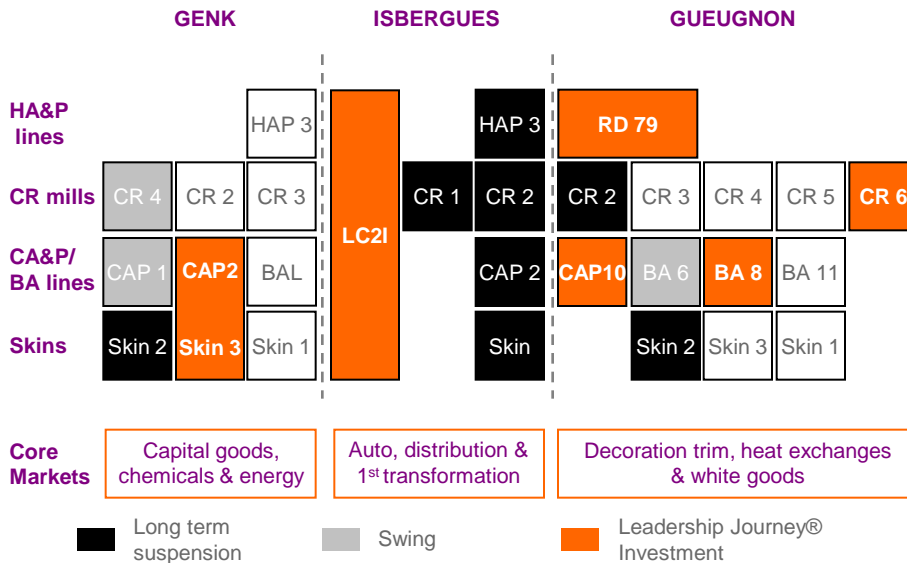 GENK
ISBERGUES
GUEUGNON
HA&P
lines
HAP 3
HAP 3
RD 79
CR mills
CR 4
CR 2
CR 3
CR 1
CR 2
CR 2
CR 3
CR 4
CR 5
CR 6
LC2I
CA&P/
BA lines
CAP 1
CAP2
BAL
CAP 2
CAP10
BA 6
BA 8
BA 11
Skins
Skin 2
Skin 3
Skin 1
Skin
Skin 2
Skin 3
Skin 1
Core
Markets
Capital goods,
chemicals & energy
Auto, distribution &
1st transformation
Decoration trim, heat exchanges
& white goods
Long term
suspension
Swing
Leadership Journey®
Investment